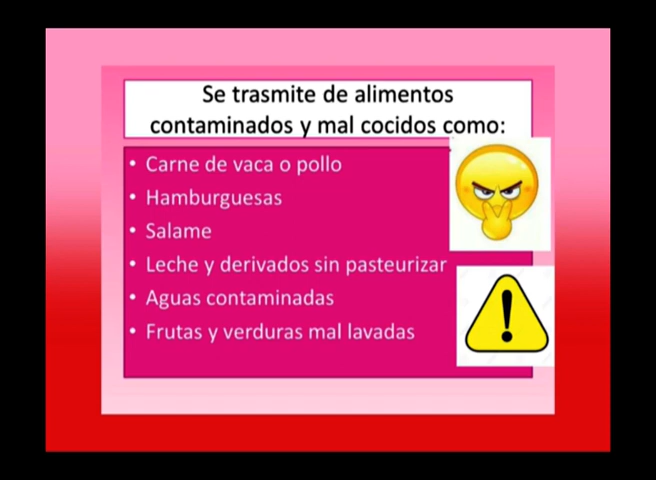 Se trasmite de alimentos
contaminados y mal cocidos como:
• Carne de vaca o pollo
• Hamburguesas
• Salame
• Leche y derivados sin pasteurizar
• Aguas contaminadas
• Frutas y verduras mal lavadas